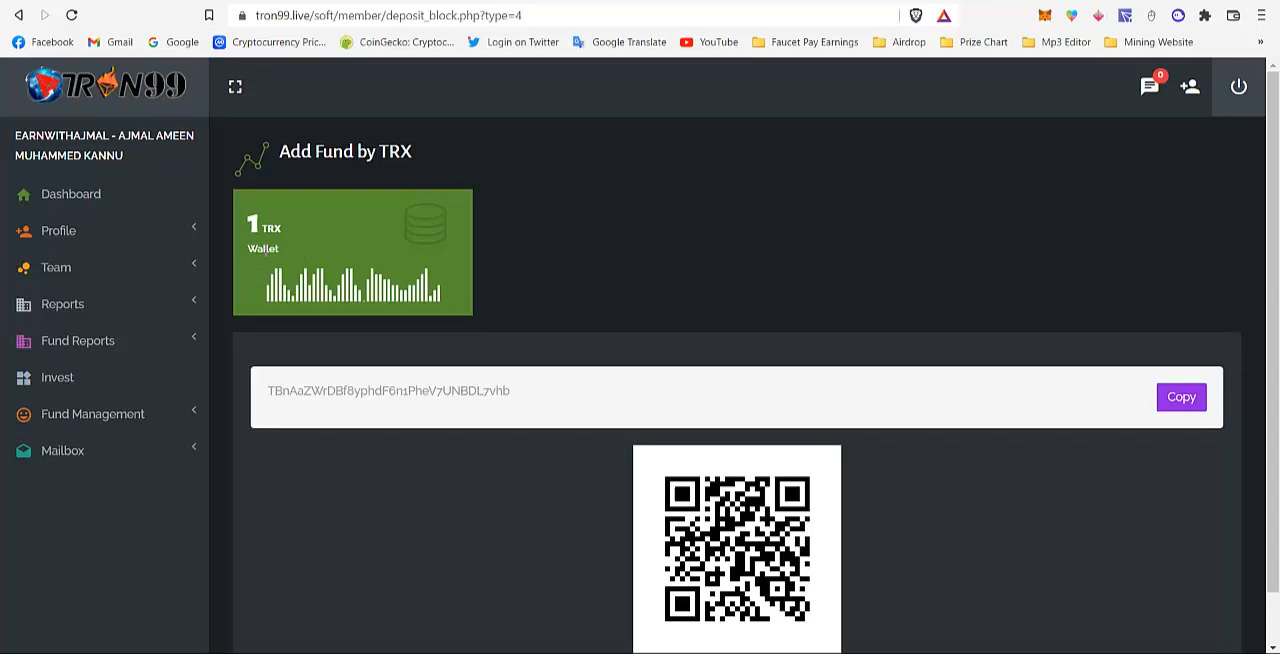 tron99.live/soft/member/deposit_block.php?type=4
Facebook Gmail Google Cryptocurrency Pric... CoinGecko: Cryptoc... Login on Twitter Google Translate YouTube Faucet Pay Earnings Airdrop Prize Chart Mp3 Editor Mining Website »
TRON99
0
EARNWITHAJMAL - AJMAL AMEEN
MUHAMMED KANNU
Dashboard
Profile
Team
Reports
Fund Reports
Invest
Fund Management
Mailbox
Add Fund by TRX
1 TRX
Wallet
TBnAaZWrDBf8yphdF6n1PheV7UNBDL7vhb
Copy